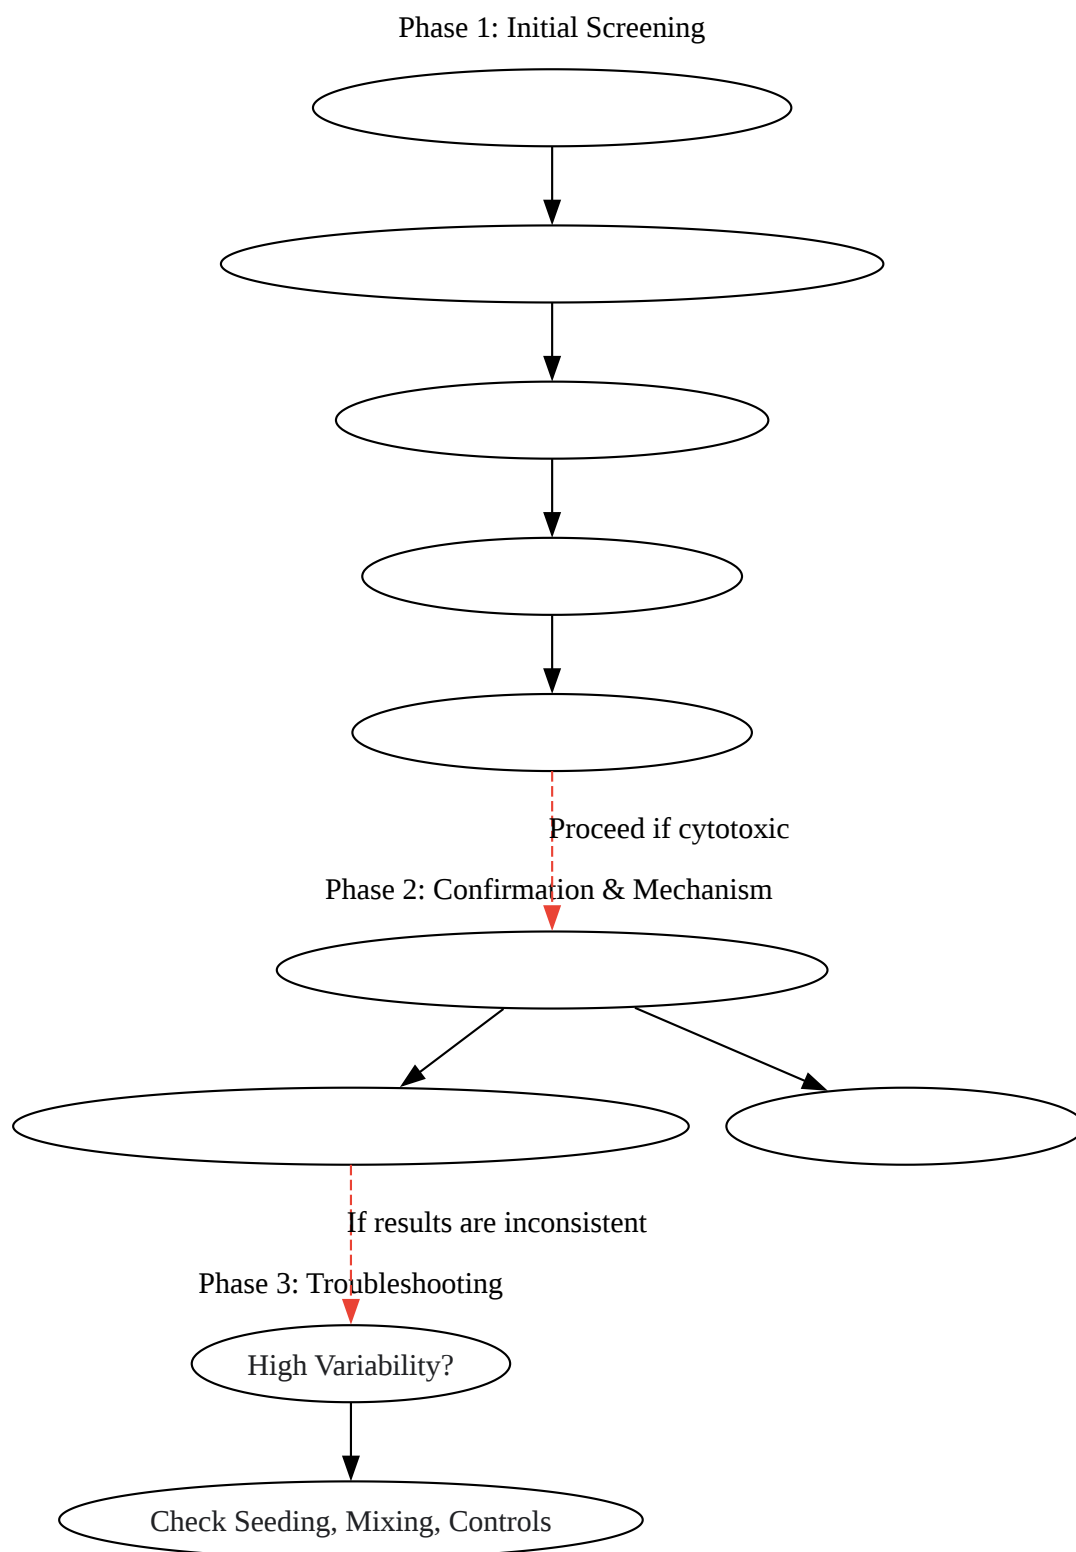 Phase 1: Initial Screening
Proceed if cytotoxic
Phase 2: Confirmation & Mechanism
If results are inconsistent
Phase 3: Troubleshooting
High Variability?
Check Seeding, Mixing, Controls